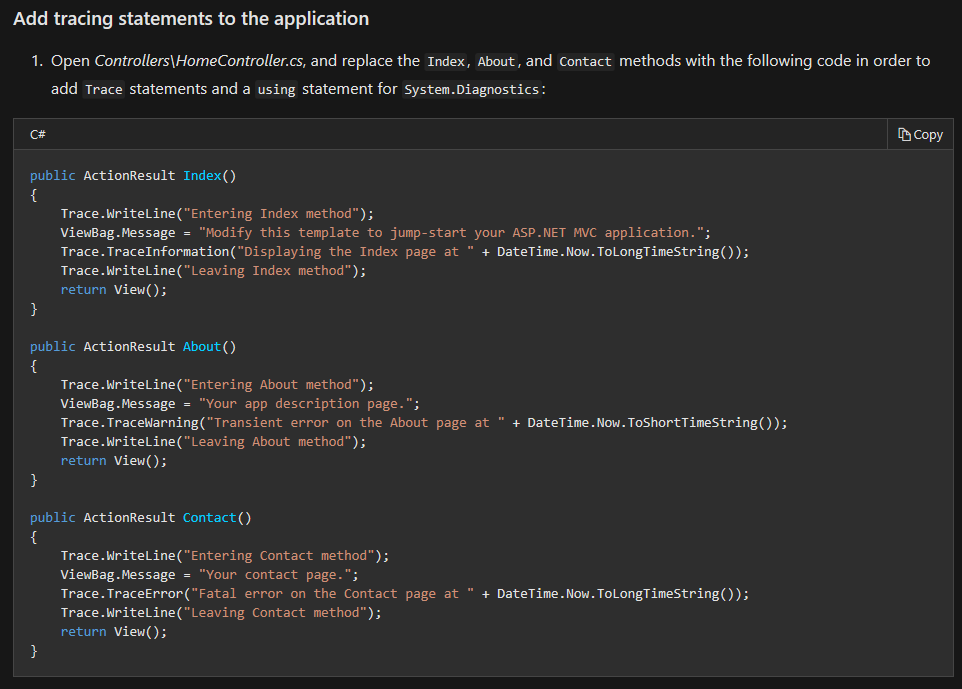 Add tracing statements to the application
1. Open Controllers\HomeController.cs, and replace the Index, About, and Contact methods with the following code in order to
add Trace statements and a using statement for System.Diagnostics:
C#
Copy
public ActionResult Index()
{
    Trace.WriteLine("Entering Index method");
    ViewBag.Message = "Modify this template to jump-start your ASP.NET MVC application.";
    Trace.TraceInformation("Displaying the Index page at " + DateTime.Now.ToLongTimeString());
    Trace.WriteLine("Leaving Index method");
    return View();
}
public ActionResult About()
{
    Trace.WriteLine("Entering About method");
    ViewBag.Message = "Your app description page.";
    Trace.TraceWarning("Transient error on the About page at " + DateTime.Now.ToShortTimeString());
    Trace.WriteLine("Leaving About method");
    return View();
}
public ActionResult Contact()
{
    Trace.WriteLine("Entering Contact method");
    ViewBag.Message = "Your contact page.";
    Trace.TraceError("Fatal error on the Contact page at " + DateTime.Now.ToLongTimeString());
    Trace.WriteLine("Leaving Contact method");
    return View();
}